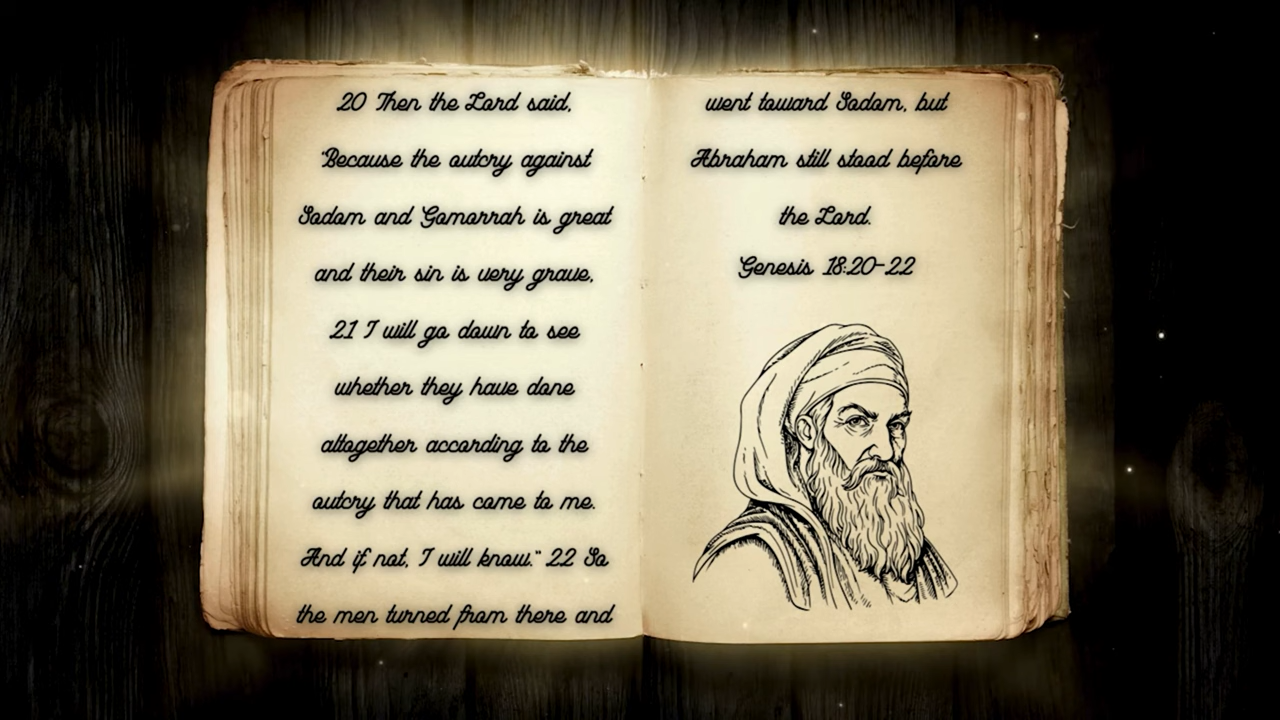 20 Then the Lord said,
"Because the outcry against
Sodom and Gomorrah is great
and their sin is very grave,
21 I will go down to see
whether they have done
altogether according to the
outcry that has come to me.
And if not, I will know." 22 So
the men turned from there and
went toward Sodom, but
Abraham still stood before
the Lord.
Genesis 18:20-22